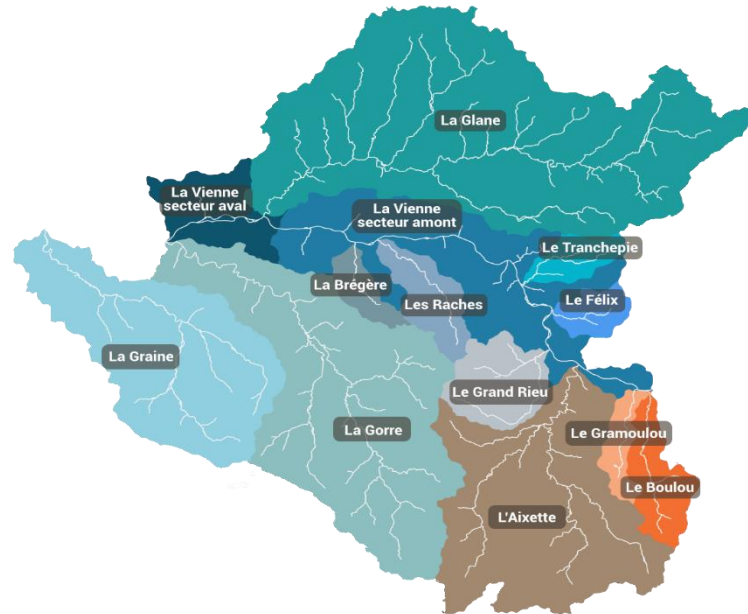 La Glane
La Vienne
secteur aval
La Vienne
secteur amont
Le Tranchepie
La Brégère
Les Raches
Le Félix
La Graine
Le Grand Rieu
La Gorre
Le Gramoulou
Le Boulou
L'Aixette